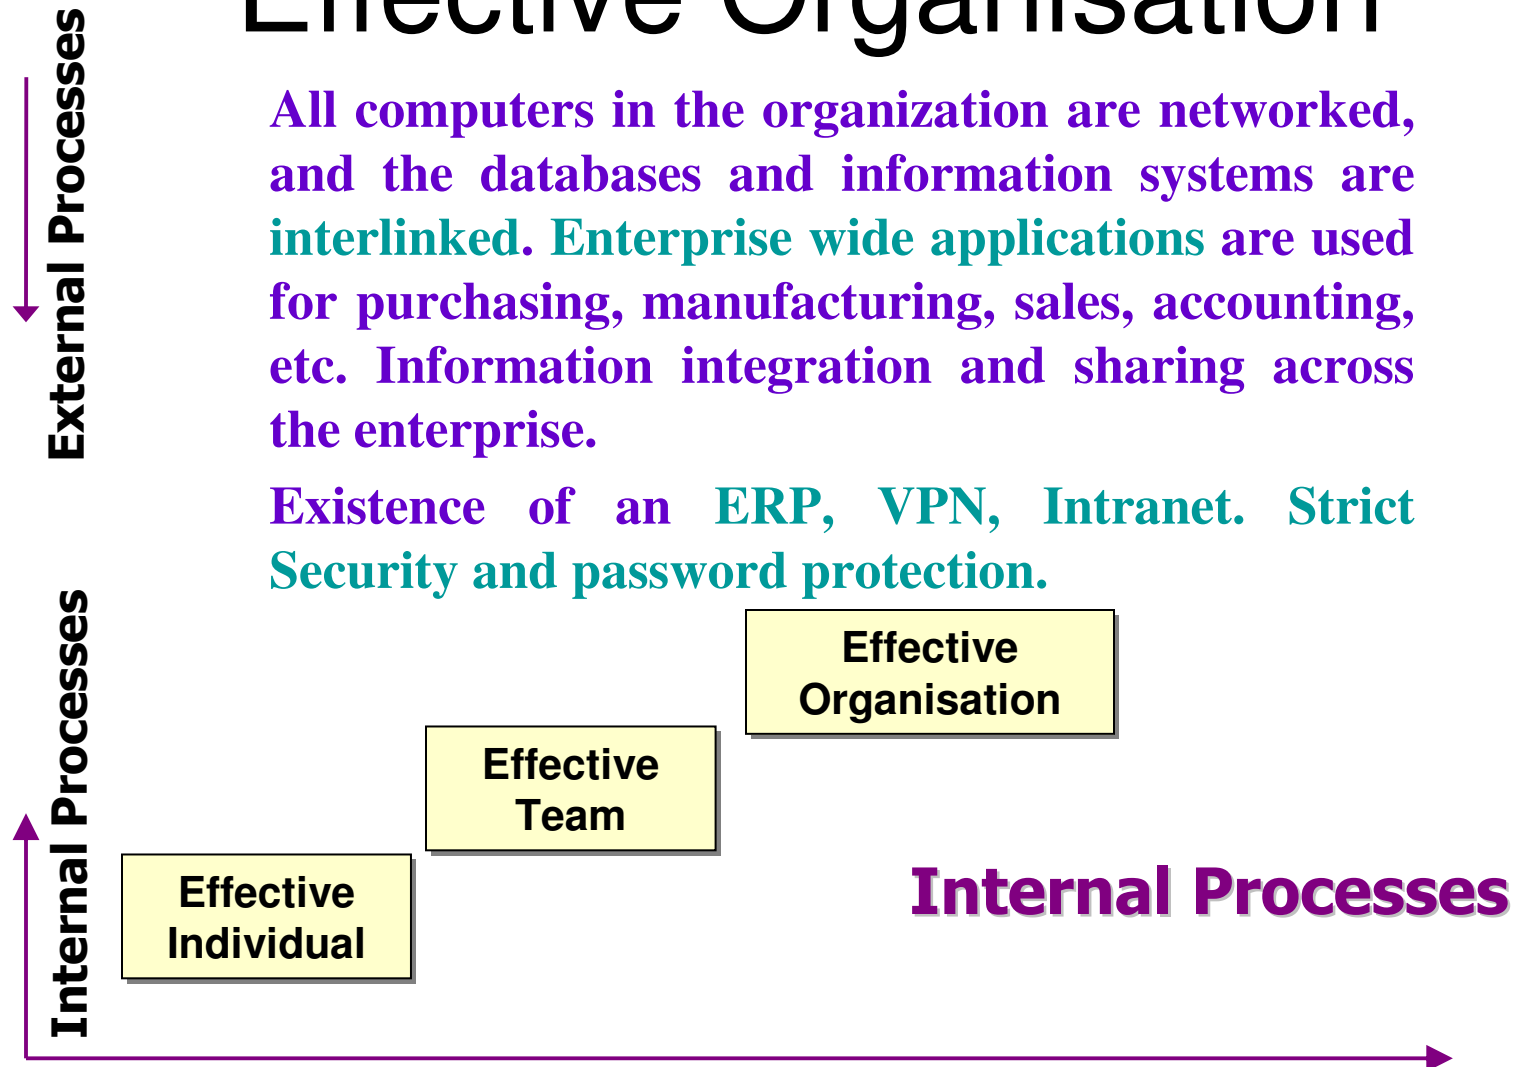 Effective Organisation
External Processes
All computers in the organization are networked,
and the databases and information systems are
interlinked. Enterprise wide applications are used
for purchasing, manufacturing, sales, accounting,
etc. Information integration and sharing across
the enterprise.
Existence of an ERP, VPN, Intranet. Strict
Security and password protection.
Internal Processes
Effective
Organisation
Effective
Team
Effective
Individual
Internal Processes